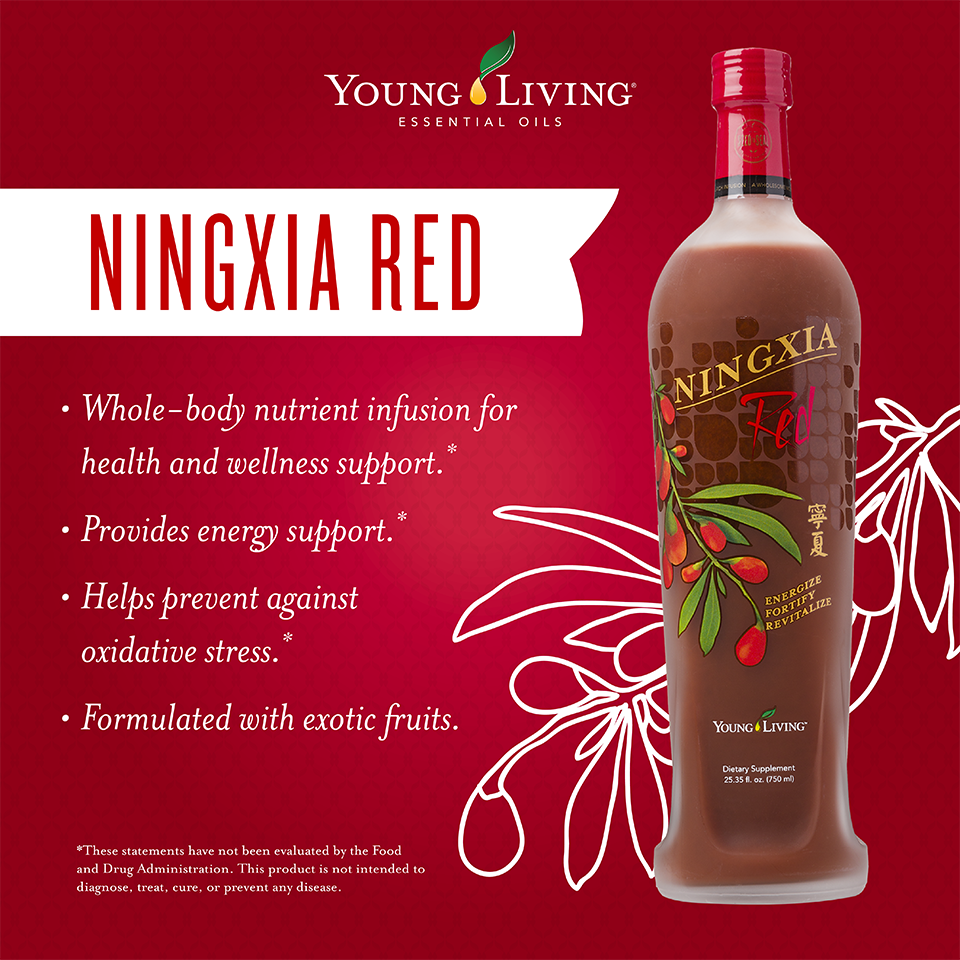 YOUNG LIVING®
ESSENTIAL OILS
NINGXIA RED
• Whole-body nutrient infusion for
health and wellness support.*
• Provides energy support.*
• Helps prevent against
oxidative stress.*
• Formulated with exotic fruits.
*These statements have not been evaluated by the Food
and Drug Administration. This product is not intended to
diagnose, treat, cure, or prevent any disease.
INFUSION | A WHOLESOME
NINGXIA
Red
寧夏
ENERGIZE
FORTIFY
REVITALIZE
YOUNG LIVING™
Dietary Supplement
25.35 fl. oz. (750 ml)